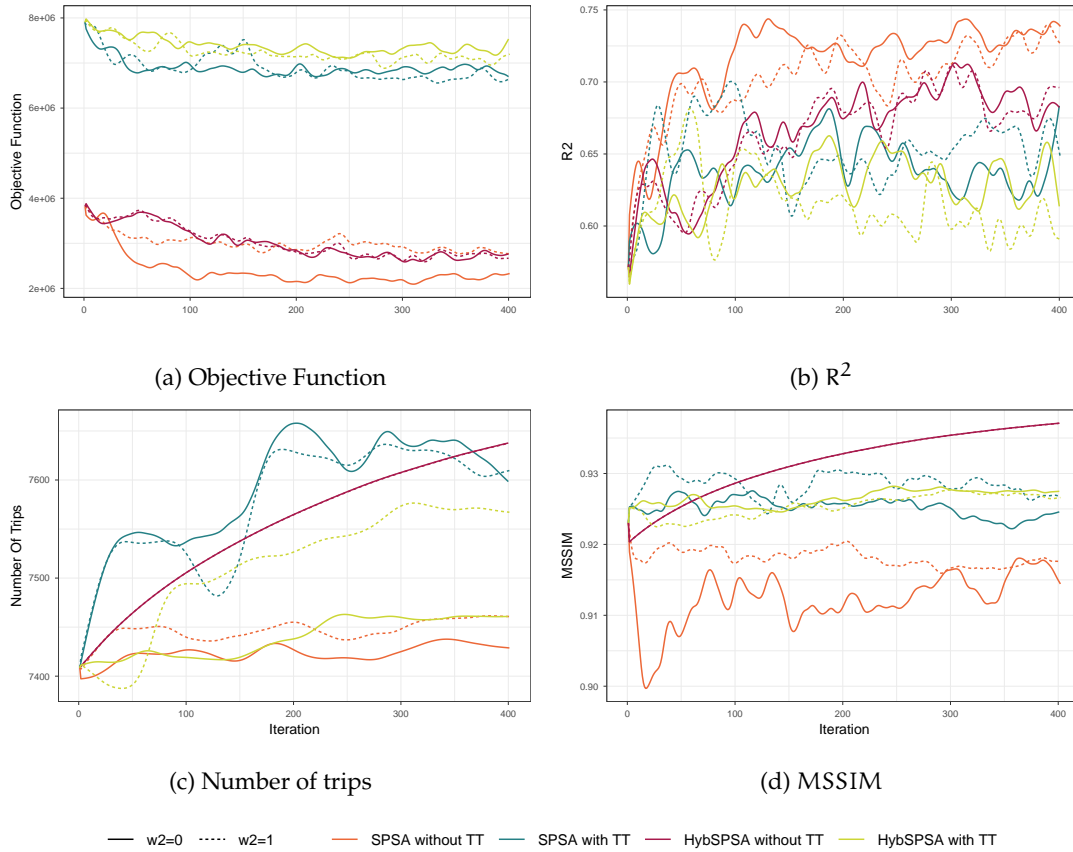 8e+06
6e+06
4e+06
2e+06
Objective Function
0 100 200 300 400
(a) Objective Function
0.75
0.70
0.65
0.60
R2
0 100 200 300 400
(b) R²
7600
7500
7400
Number Of Trips
0 100 200 300 400
Iteration
(c) Number of trips
0.93
0.92
0.91
0.90
MSSIM
0 100 200 300 400
Iteration
(d) MSSIM
w2=0 w2=1 SPSA without TT SPSA with TT HybSPSA without TT HybSPSA with TT